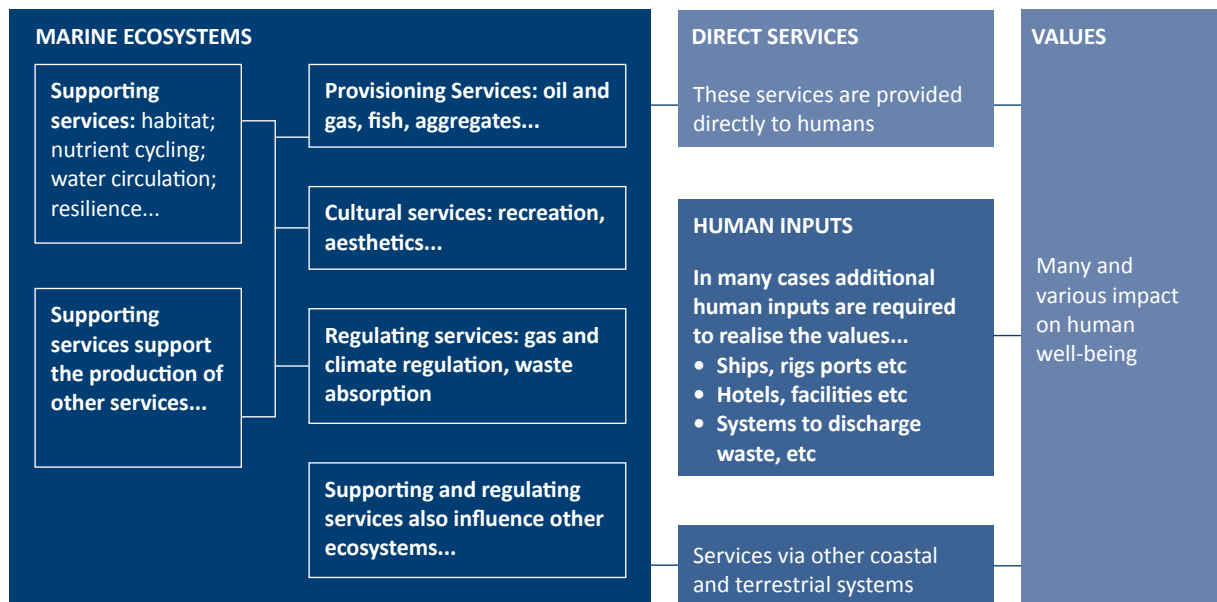 MARINE ECOSYSTEMS
Supporting
services: habitat;
nutrient cycling;
water circulation;
resilience...
Supporting
services support
the production of
other services...
Provisioning Services: oil and
gas, fish, aggregates...
Cultural services: recreation,
aesthetics...
Regulating services: gas and
climate regulation, waste
absorption
Supporting and regulating
services also influence other
ecosystems...
DIRECT SERVICES
These services are provided
directly to humans
HUMAN INPUTS
In many cases additional
human inputs are required
to realise the values...
• Ships, rigs ports etc
• Hotels, facilities etc
• Systems to discharge
waste, etc
Services via other coastal
and terrestrial systems
VALUES
Many and
various impact
on human
well-being